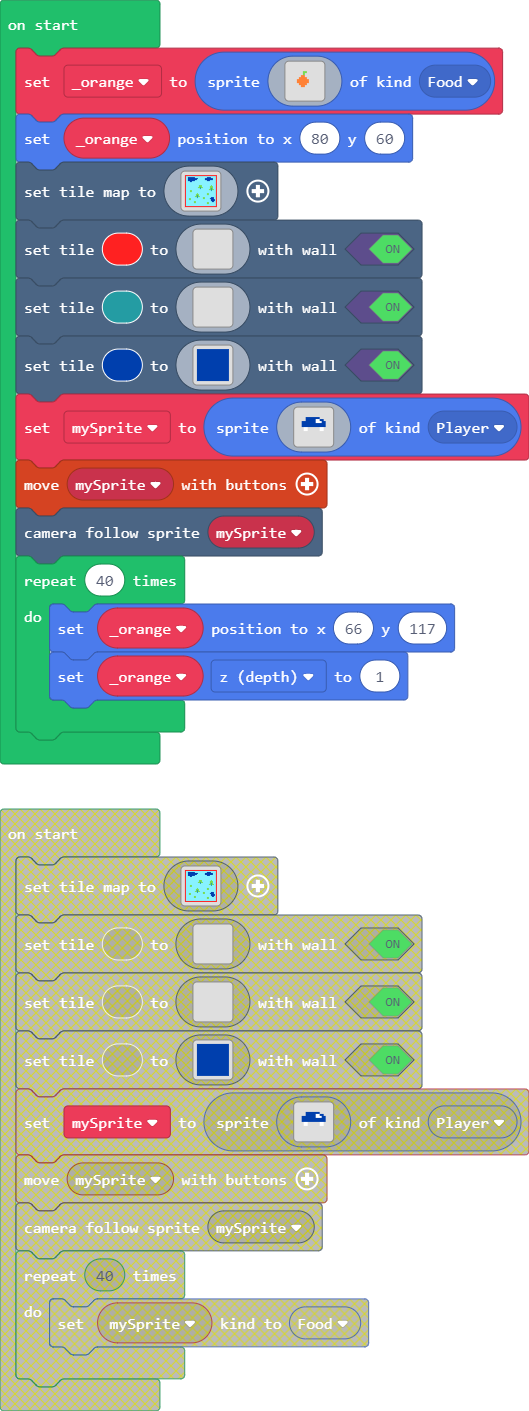 on start
set _orange to sprite of kind Food
set _orange position to x 80 y 60
set tile map to
set tile to with wall ON
set tile to with wall ON
set tile to with wall ON
set mySprite to sprite of kind Player
move mySprite with buttons
camera follow sprite mySprite
repeat 40 times
do
set _orange position to x 66 y 117
set _orange z (depth) to 1
on start
set tile map to
set tile to with wall ON
set tile to with wall ON
set tile to with wall ON
set mySprite to sprite of kind Player
move mySprite with buttons
camera follow sprite mySprite
repeat 40 times
do
set mySprite kind to Food